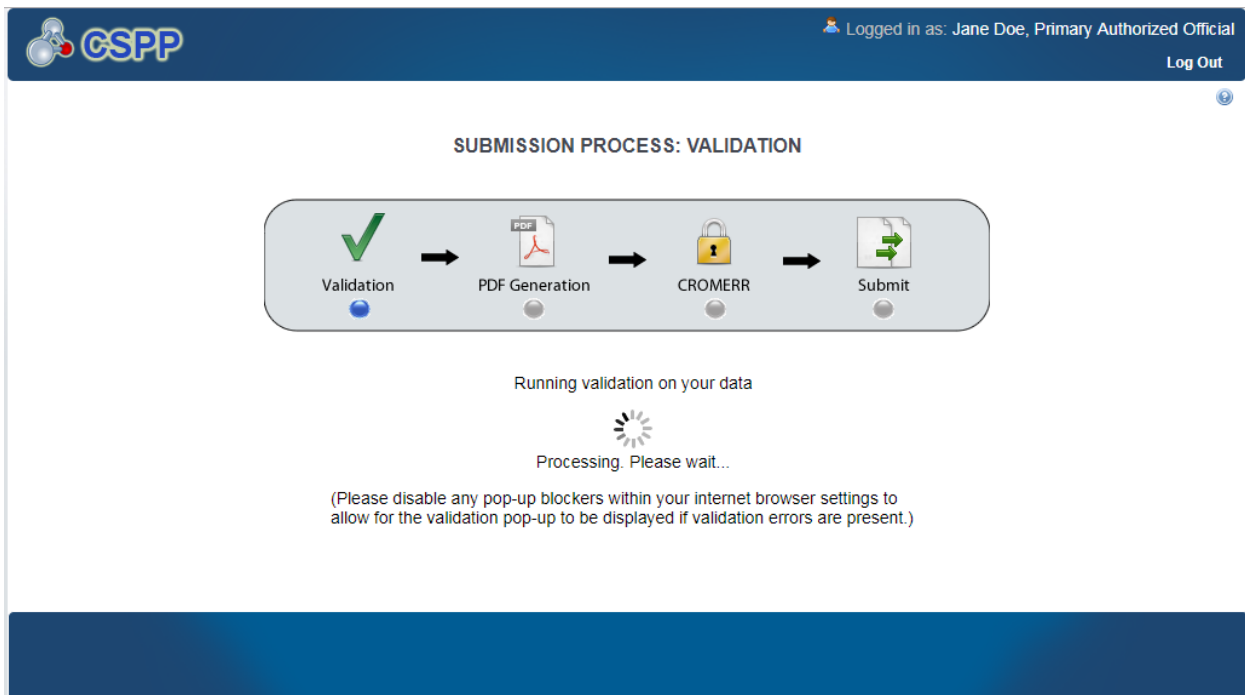 CSPP
Logged in as: Jane Doe, Primary Authorized Official
Log Out
?
SUBMISSION PROCESS: VALIDATION
PDF
Validation
PDF Generation
CROMERR
Submit
Running validation on your data
Processing. Please wait...
(Please disable any pop-up blockers within your internet browser settings to
allow for the validation pop-up to be displayed if validation errors are present.)